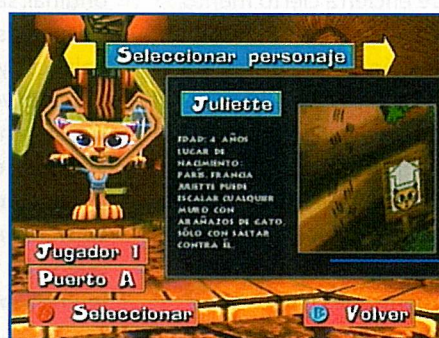 Seleccionar personaje
Juliette
EDAD: 4 AÑOS
LUGAR DE
NACIMIENTO:
PARÍS, FRANCIA
JULIETTE PUEDE
ESCALAR CUALQUIER
MURO CON
ARAÑAZOS DE GATO,
SÓLO CON SALTAR
CONTRA ÉL.
Jugador 1
Puerto A
Seleccionar
Volver